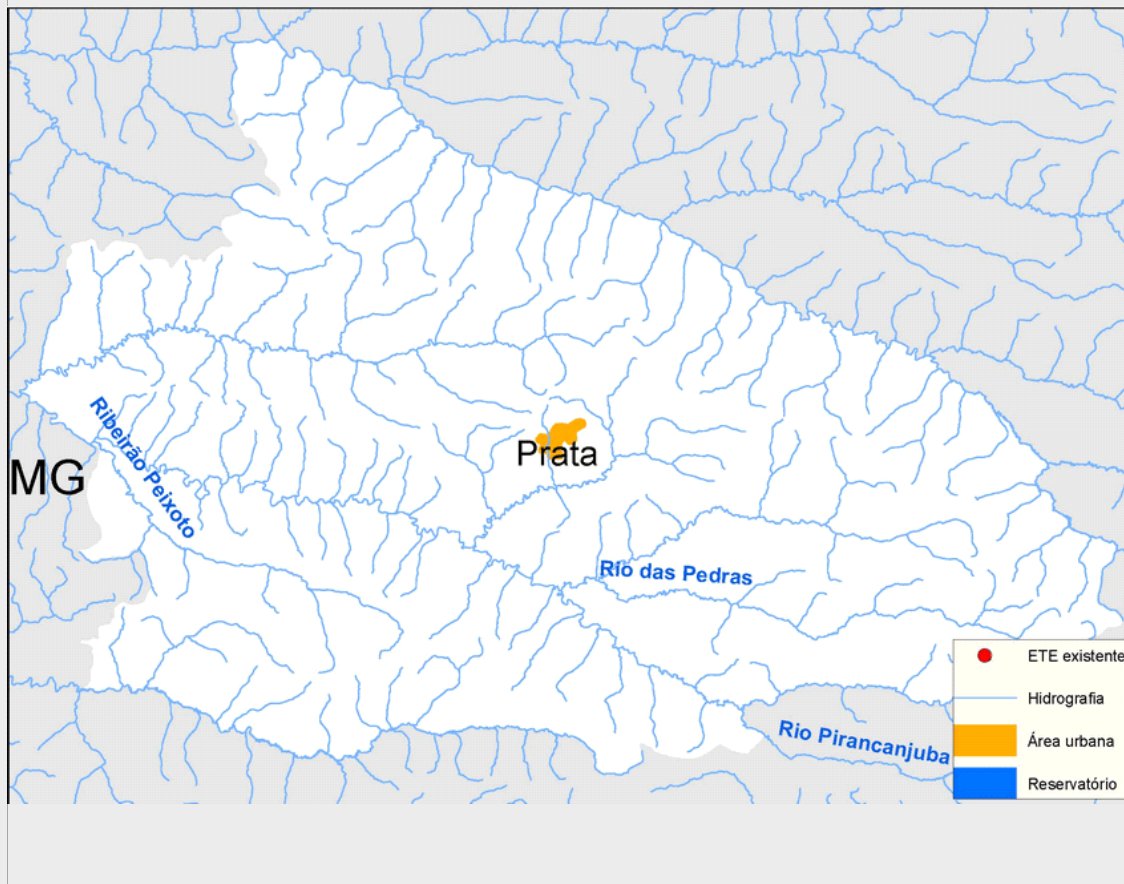 Ribeirão Peixoto
MG
Prata
Rio das Pedras
Rio Pirancanjuba
ETE existente
Hidrografia
Área urbana
Reservatório